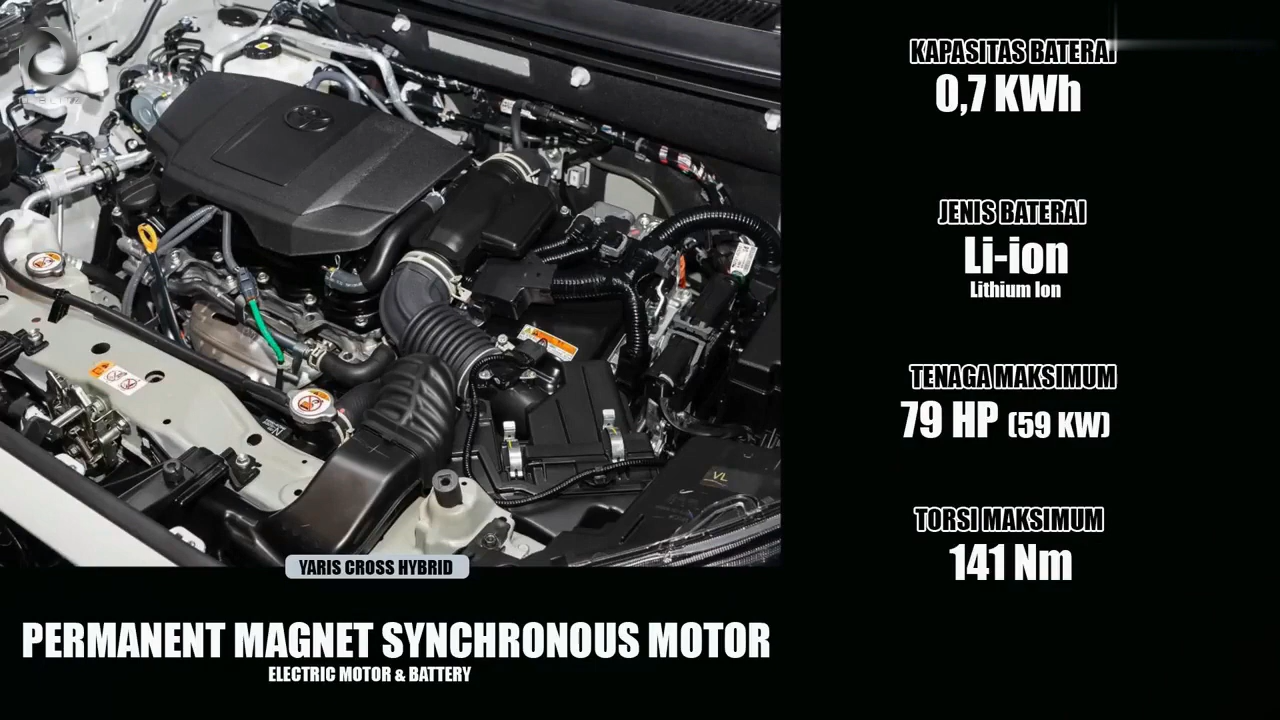 KAPASITAS BATERAI
0,7 KWh
JENIS BATERAI
Li-ion
Lithium Ion
TENAGA MAKSIMUM
79 HP (59 KW)
TORSI MAKSIMUM
141 Nm
VL
YARIS CROSS HYBRID
PERMANENT MAGNET SYNCHRONOUS MOTOR
ELECTRIC MOTOR & BATTERY